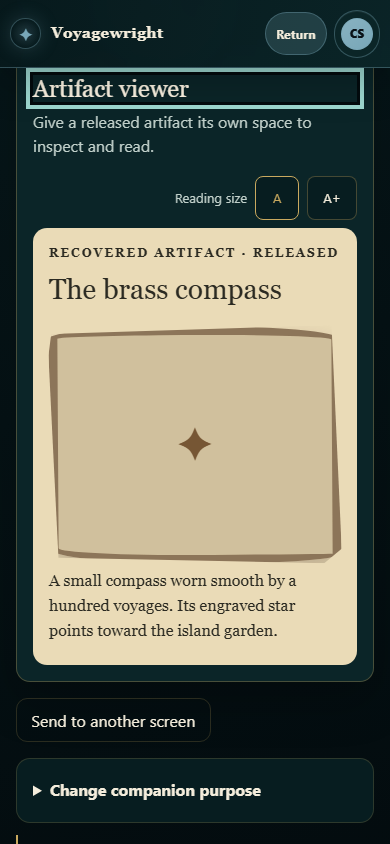 Voyagewright
Return
CS
Artifact viewer
Give a released artifact its own space to
inspect and read.
Reading size
A
A+
RECOVERED ARTIFACT · RELEASED
The brass compass
A small compass worn smooth by a
hundred voyages. Its engraved star
points toward the island garden.
Send to another screen
Change companion purpose